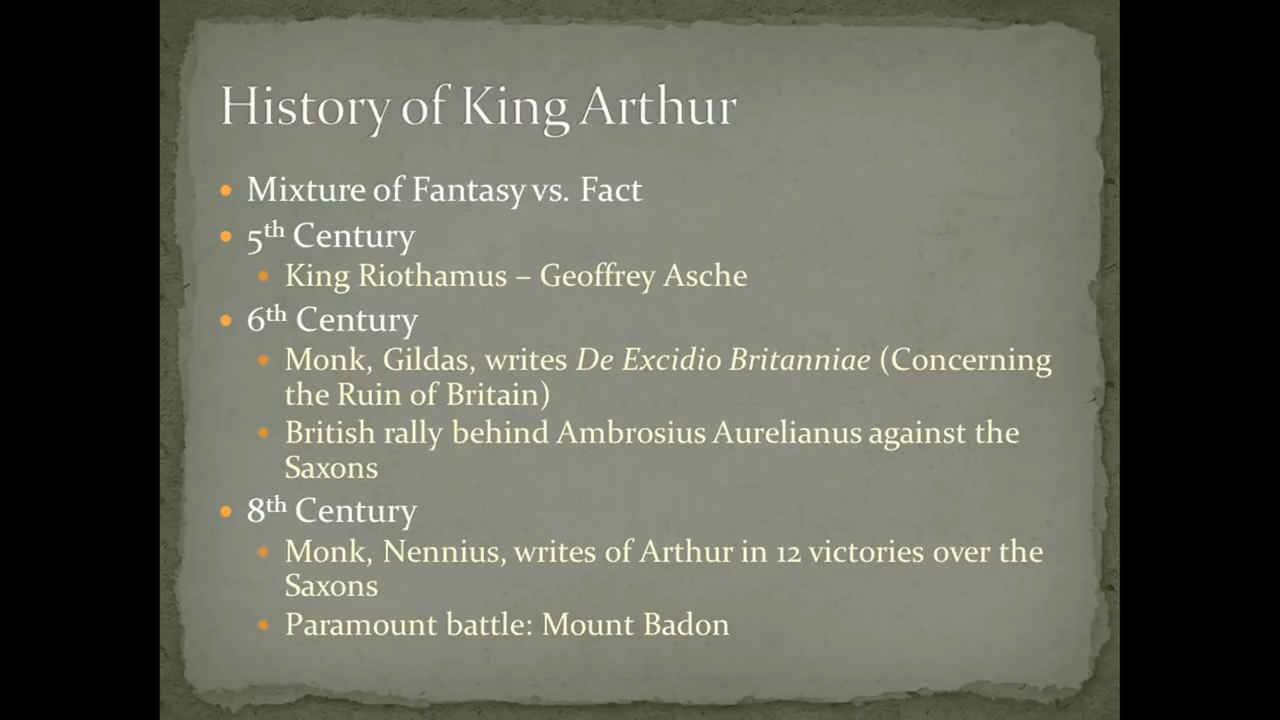 History of King Arthur
• Mixture of Fantasy vs. Fact
• 5th Century
• King Riothamus – Geoffrey Asche
• 6th Century
• Monk, Gildas, writes De Excidio Britanniae (Concerning
the Ruin of Britain)
• British rally behind Ambrosius Aurelianus against the
Saxons
• 8th Century
• Monk, Nennius, writes of Arthur in 12 victories over the
Saxons
• Paramount battle: Mount Badon